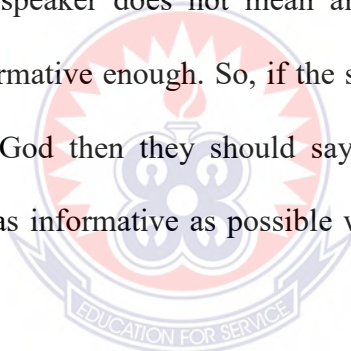 speaker does not mean
rmative enough. So, if the s
God then they should say
as informative as possible
EDUCATION FOR SERVICE